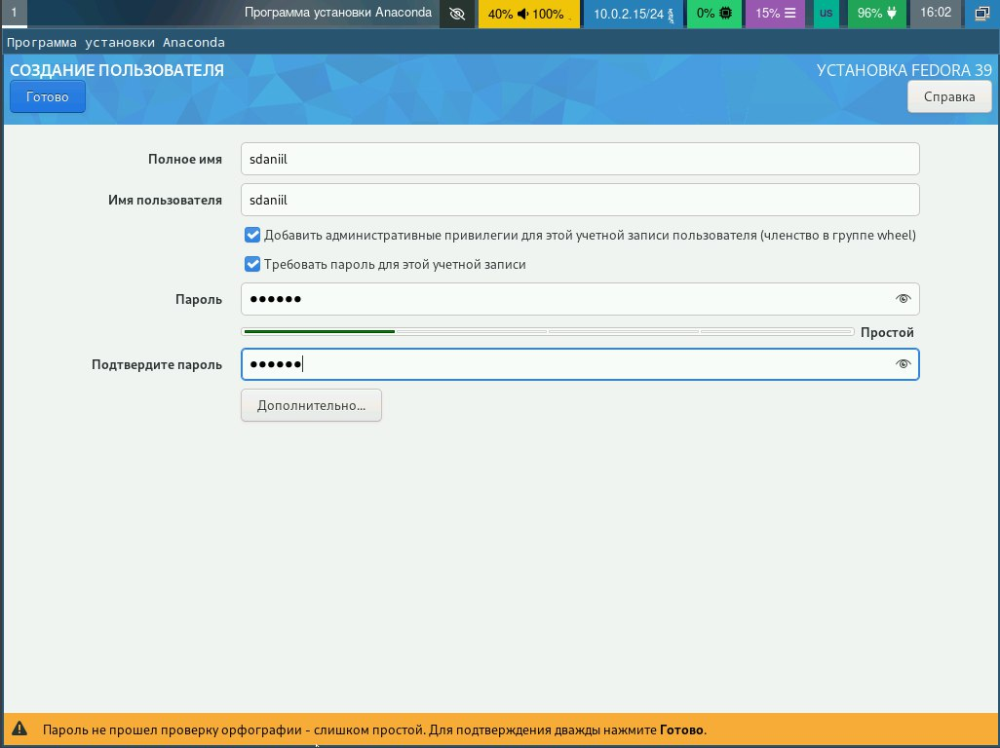 1 Программа установки Anaconda 40% 100% 10.0.2.15/24 0% 15% us 96% 16:02
Программа установки Anaconda
СОЗДАНИЕ ПОЛЬЗОВАТЕЛЯ УСТАНОВКА FEDORA 39
Готово Справка
Полное имя sdaniil
Имя пользователя sdaniil
Добавить административные привилегии для этой учетной записи пользователя (членство в группе wheel)
Требовать пароль для этой учетной записи
Пароль ●●●●●●
Простой
Подтвердите пароль ●●●●●●
Дополнительно...
Пароль не прошел проверку орфографии - слишком простой. Для подтверждения дважды нажмите Готово.